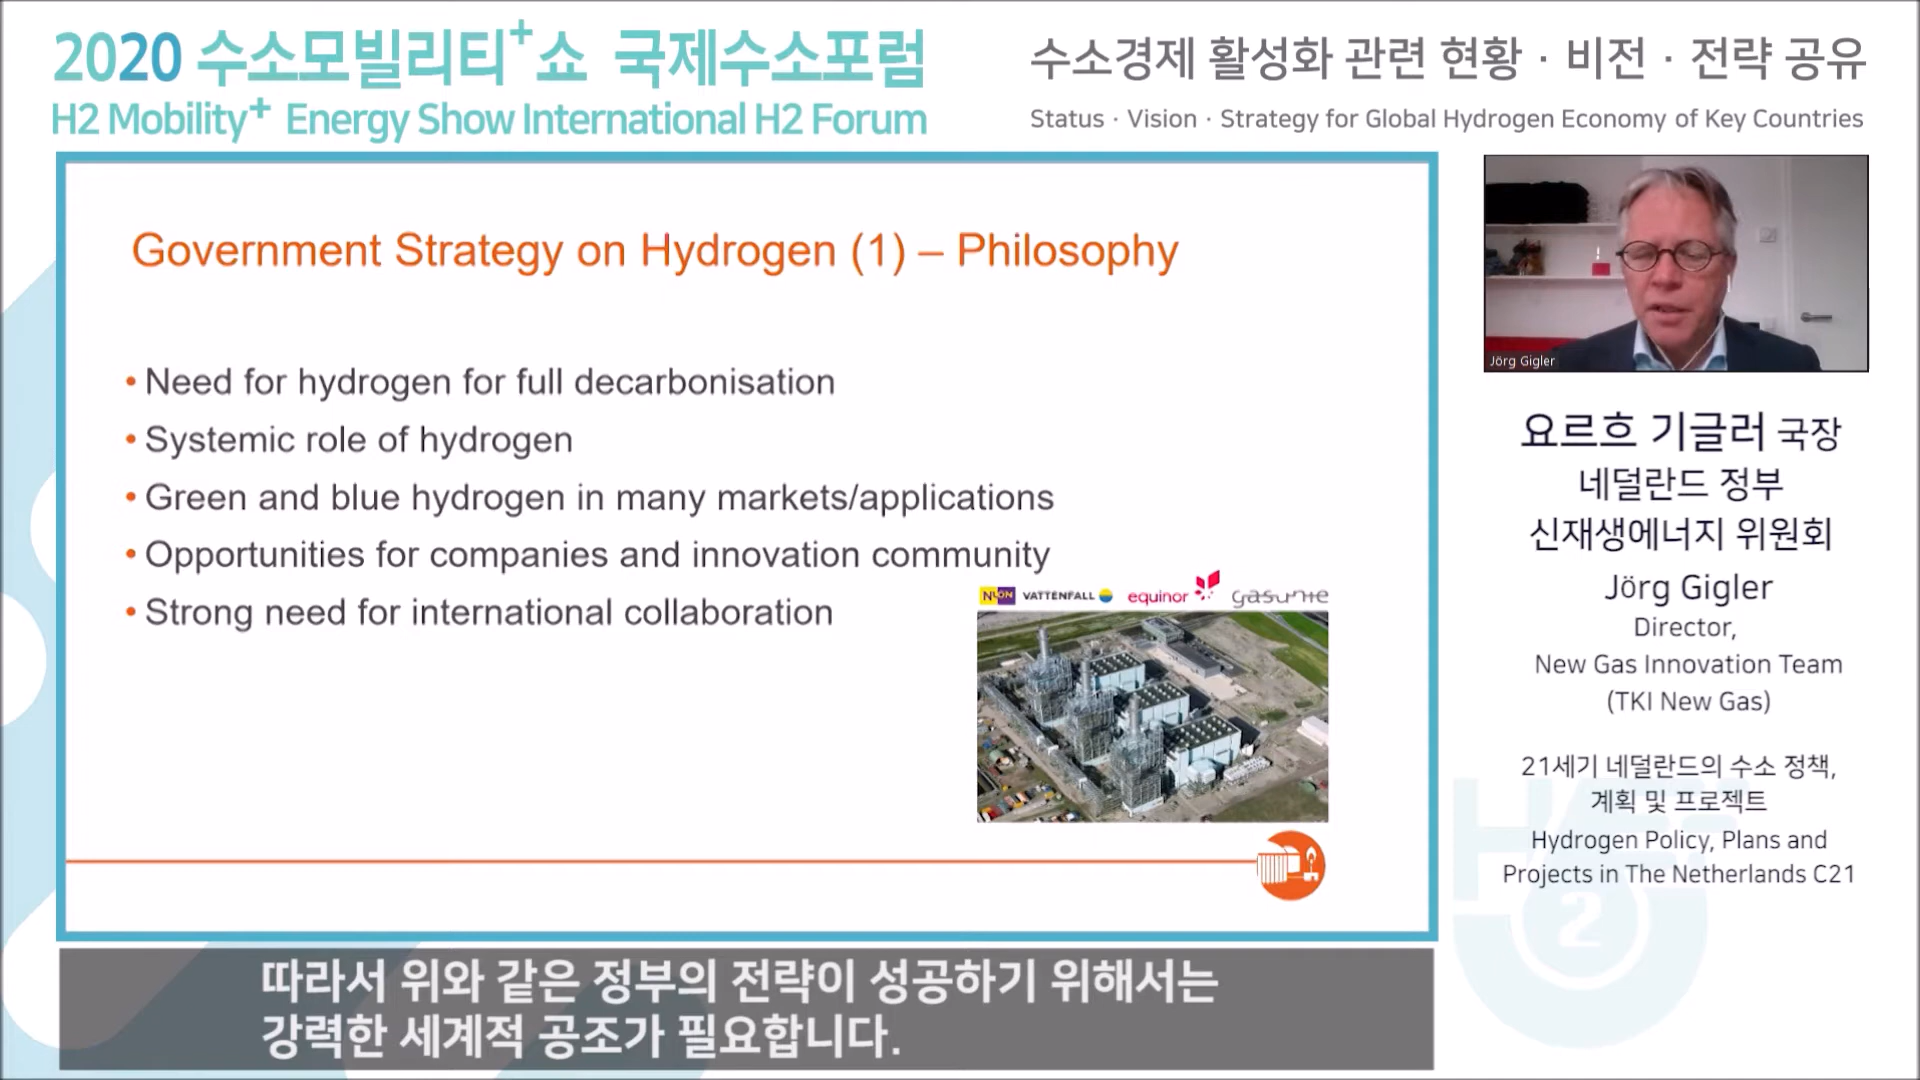 2020 수소모빌리티+쇼 국제수소포럼
H2 Mobility+ Energy Show International H2 Forum
수소경제 활성화 관련 현황 · 비전 · 전략 공유
Status · Vision · Strategy for Global Hydrogen Economy of Key Countries
Government Strategy on Hydrogen (1) – Philosophy
• Need for hydrogen for full decarbonisation
• Systemic role of hydrogen
• Green and blue hydrogen in many markets/applications
• Opportunities for companies and innovation community
• Strong need for international collaboration
NUON VATTENFALL equinor gasunie
Jörg Gigler
요르흐 기글러 국장
네덜란드 정부
신재생에너지 위원회
Jörg Gigler
Director,
New Gas Innovation Team
(TKI New Gas)
21세기 네덜란드의 수소 정책,
계획 및 프로젝트
Hydrogen Policy, Plans and
Projects in The Netherlands C21
H2
따라서 위와 같은 정부의 전략이 성공하기 위해서는
강력한 세계적 공조가 필요합니다.